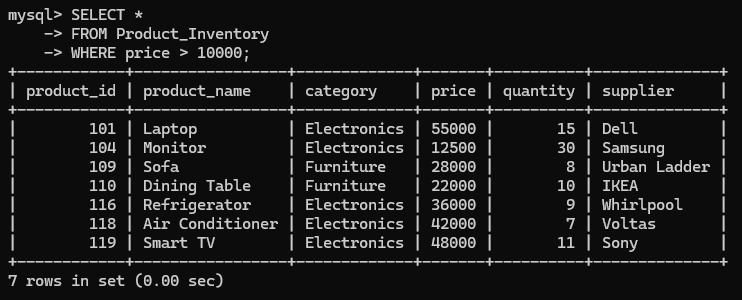 mysql> SELECT *
    -> FROM Product_Inventory
    -> WHERE price > 10000;
+------------+-----------------+-------------+-------+----------+--------------+
| product_id | product_name    | category    | price | quantity | supplier     |
+------------+-----------------+-------------+-------+----------+--------------+
|        101 | Laptop          | Electronics | 55000 |       15 | Dell         |
|        104 | Monitor         | Electronics | 12500 |       30 | Samsung      |
|        109 | Sofa            | Furniture   | 28000 |        8 | Urban Ladder |
|        110 | Dining Table    | Furniture   | 22000 |       10 | IKEA         |
|        116 | Refrigerator    | Electronics | 36000 |        9 | Whirlpool    |
|        118 | Air Conditioner | Electronics | 42000 |        7 | Voltas       |
|        119 | Smart TV        | Electronics | 48000 |       11 | Sony         |
+------------+-----------------+-------------+-------+----------+--------------+
7 rows in set (0.00 sec)